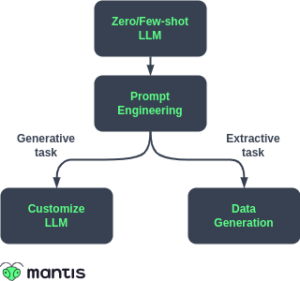 Zero/Few-shot
LLM
Prompt
Engineering
Generative
task
Extractive
task
Customize
LLM
Data
Generation
mantis